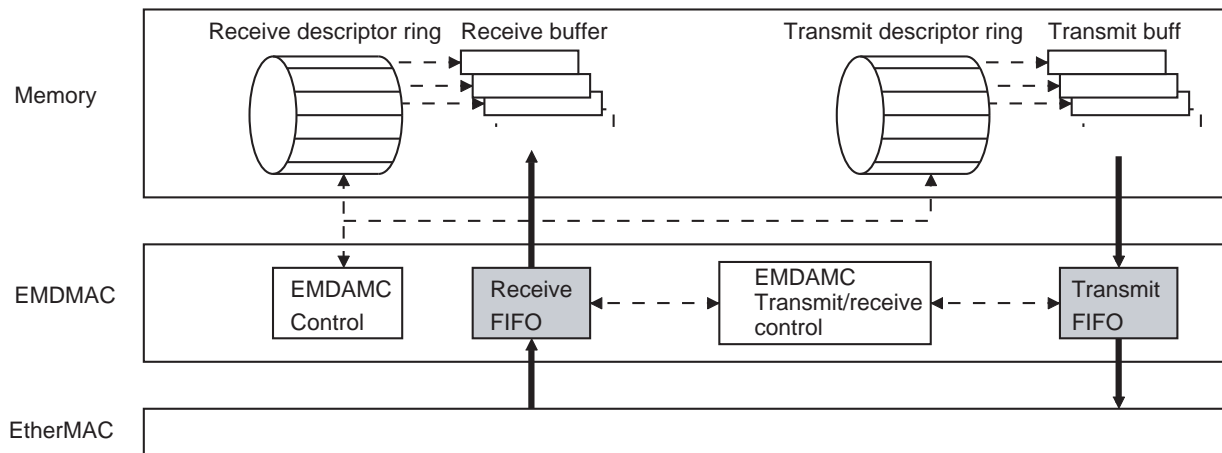 Receive descriptor ring Receive buffer Transmit descriptor ring Transmit buff
Memory
EMDMAC
EMDAMC
Control
Receive
FIFO
EMDAMC
Transmit/receive
control
Transmit
FIFO
EtherMAC